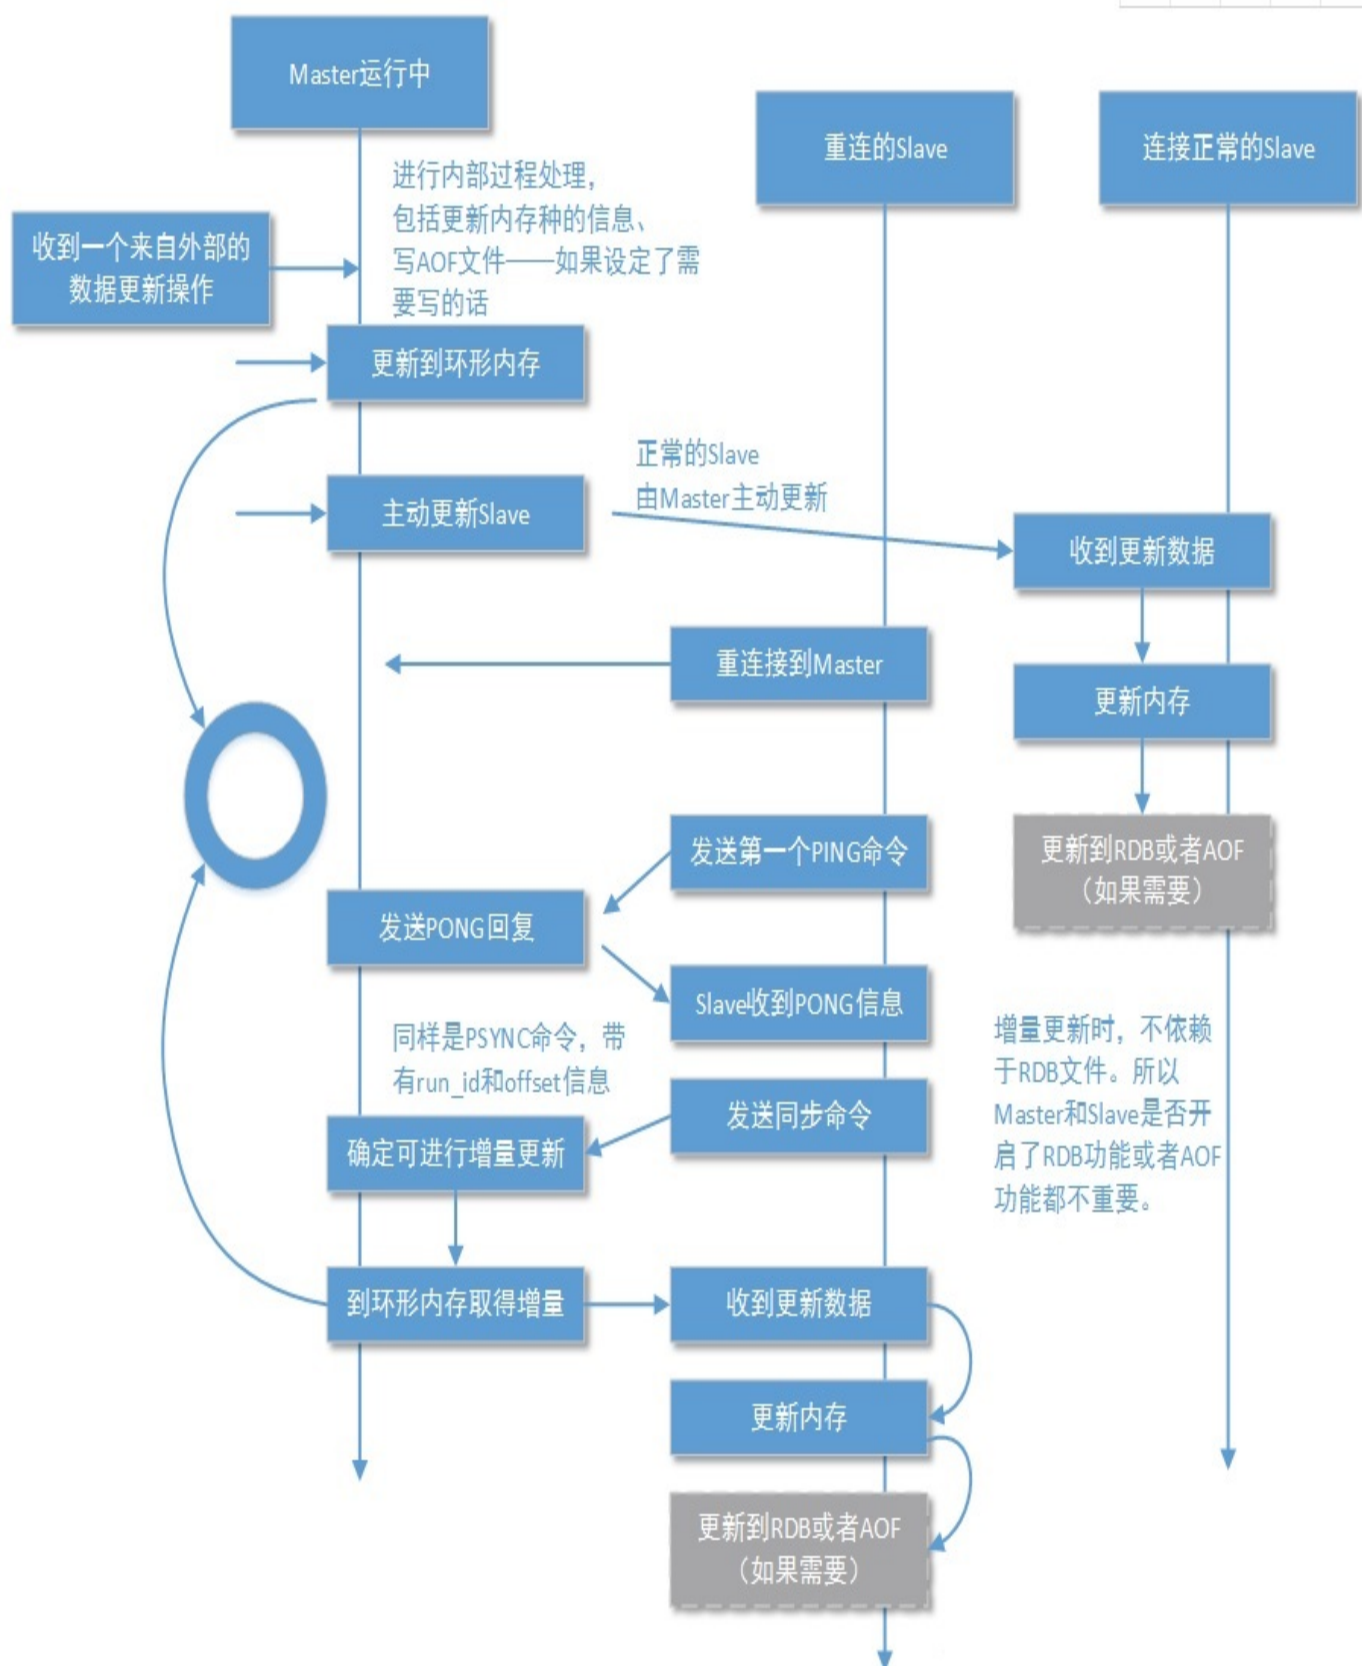 Master运行中
重连的Slave
连接正常的Slave
进行内部过程处理，
包括更新内存种的信息、
写AOF文件——如果设定了需
要写的话
收到一个来自外部的
数据更新操作
更新到环形内存
正常的Slave
由Master主动更新
主动更新Slave
收到更新数据
重连接到Master
更新内存
发送第一个PING命令
更新到RDB或者AOF
（如果需要）
发送PONG回复
Slave收到PONG信息
同样是PSYNC命令，带
有run_id和offset信息
增量更新时，不依赖
于RDB文件。所以
Master和Slave是否开
启了RDB功能或者AOF
功能都不重要。
发送同步命令
确定可进行增量更新
到环形内存取得增量
收到更新数据
更新内存
更新到RDB或者AOF
（如果需要）